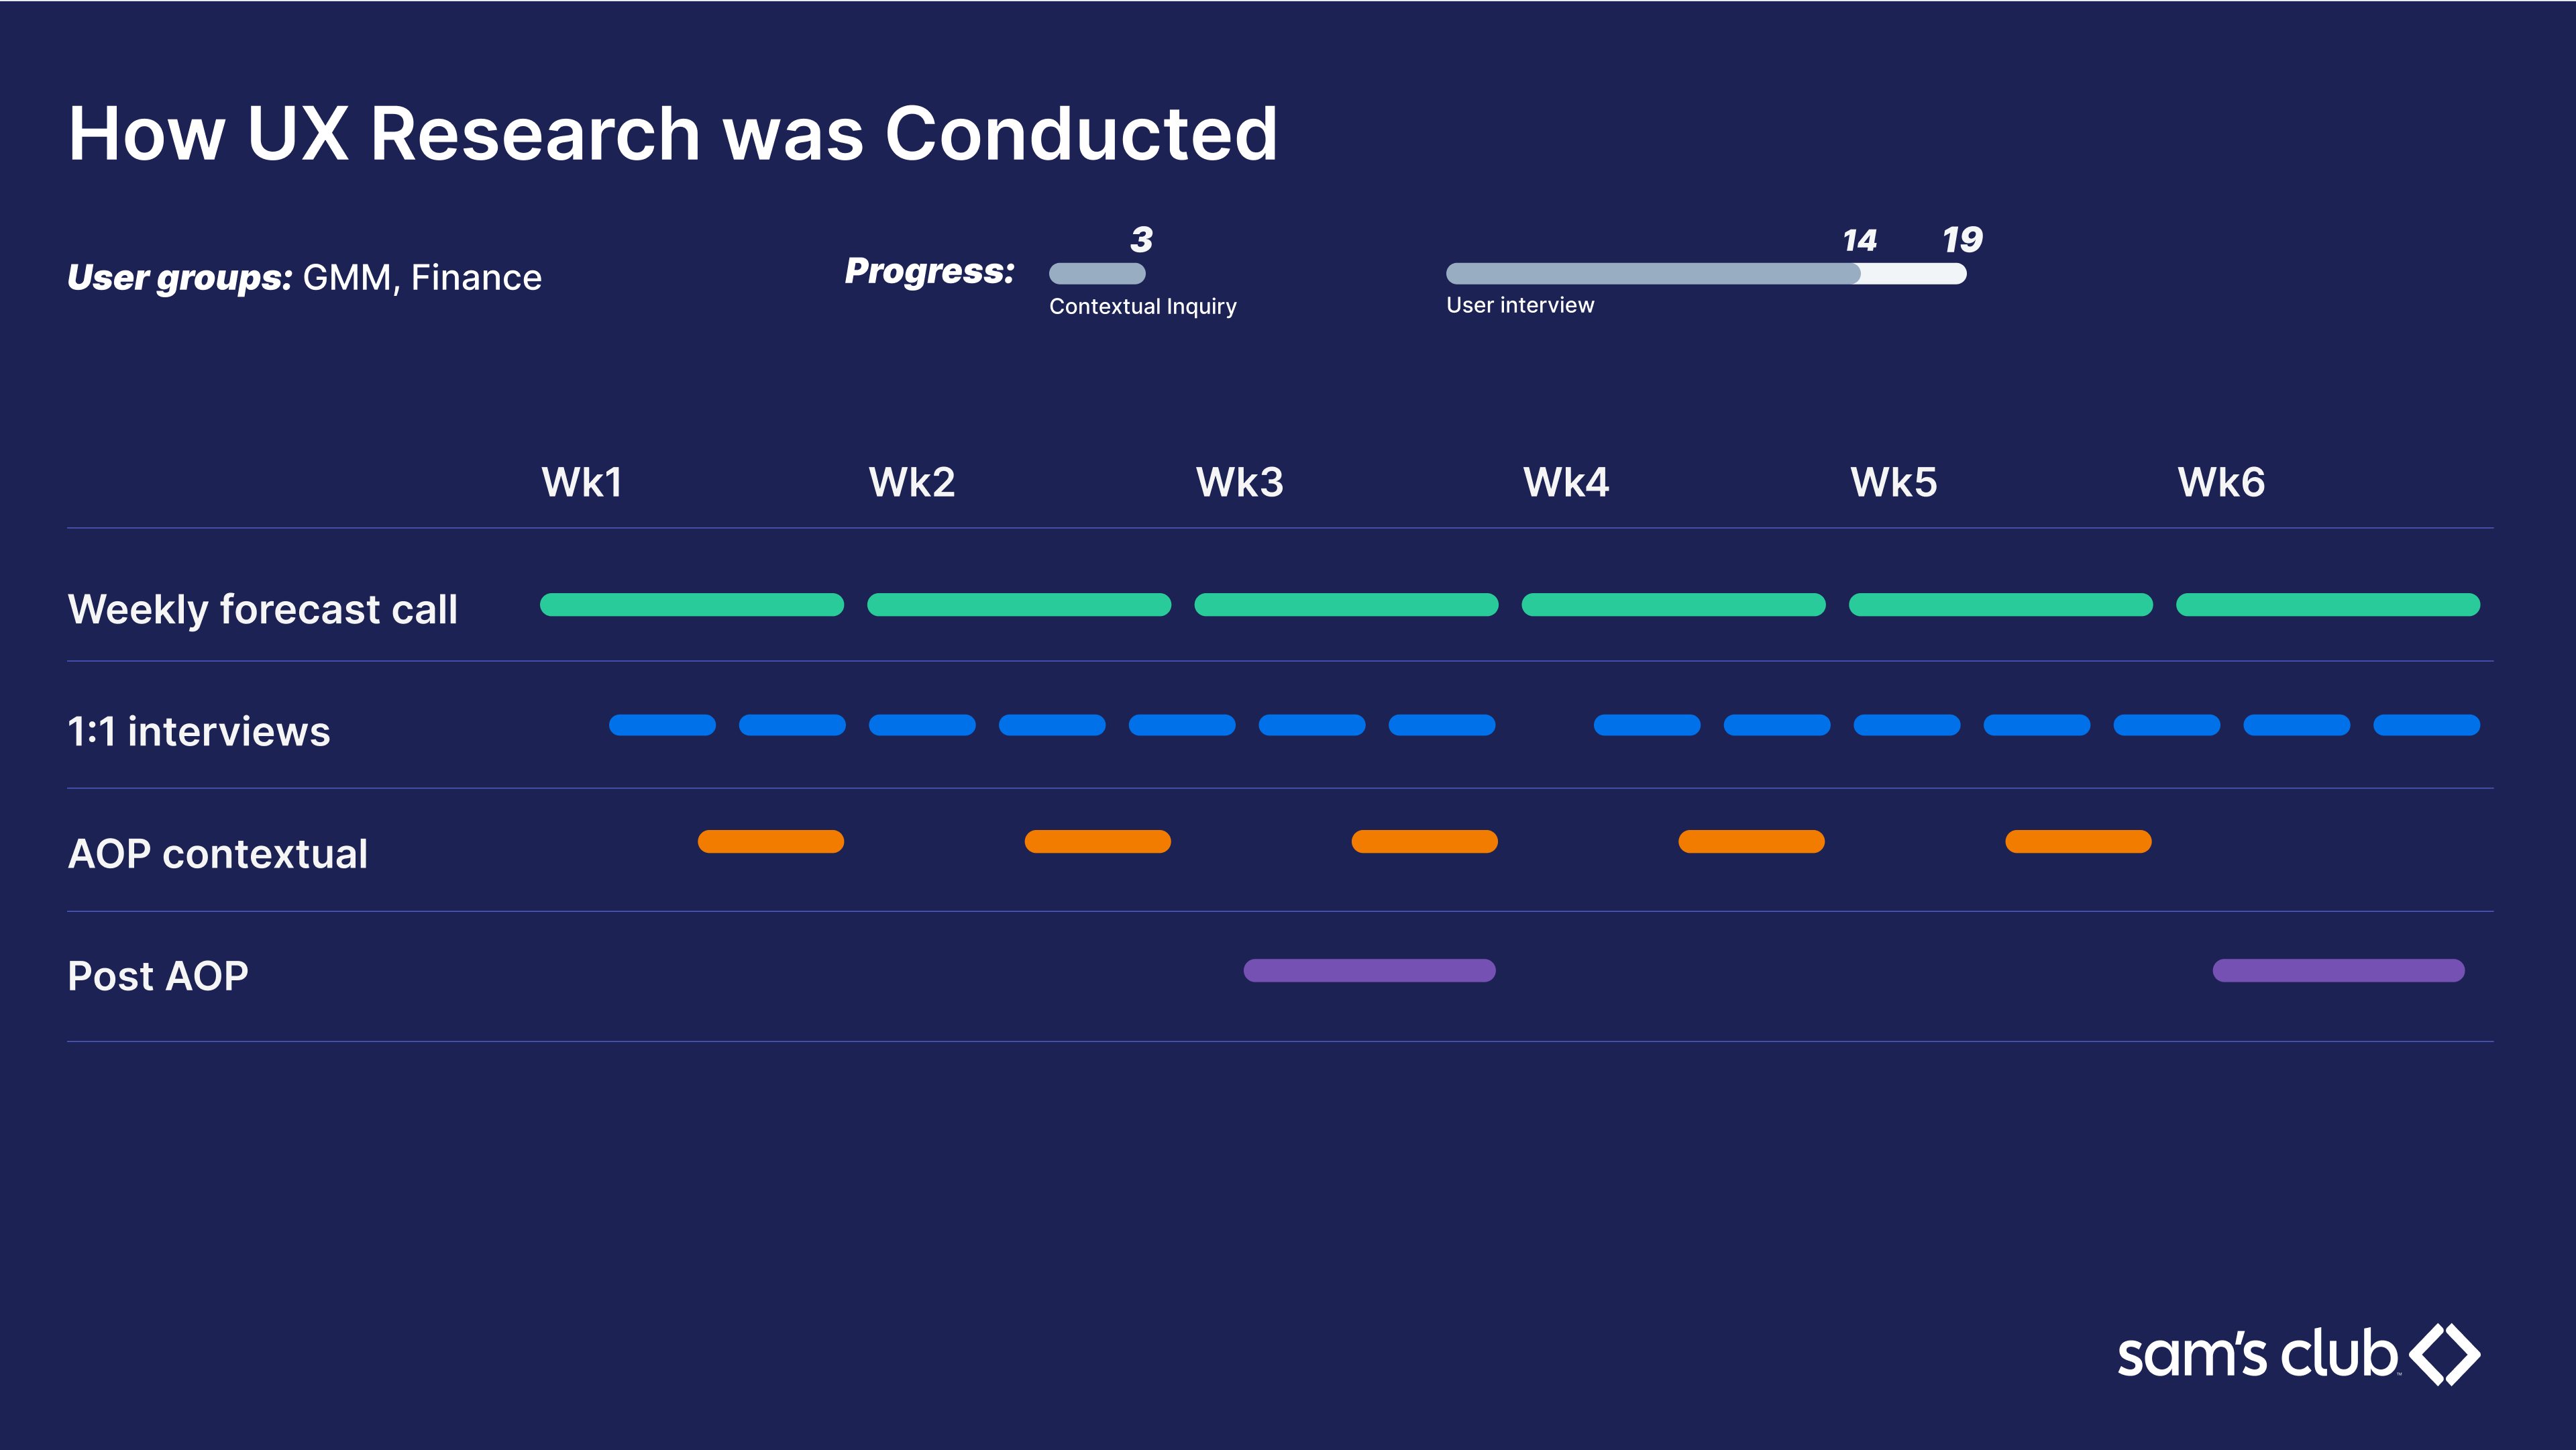 How UX Research was Conducted
User groups: GMM, Finance
Progress:
3
Contextual Inquiry
14
19
User interview
Wk1 Wk2 Wk3 Wk4 Wk5 Wk6
Weekly forecast call
1:1 interviews
AOP contextual
Post AOP
sam's club™